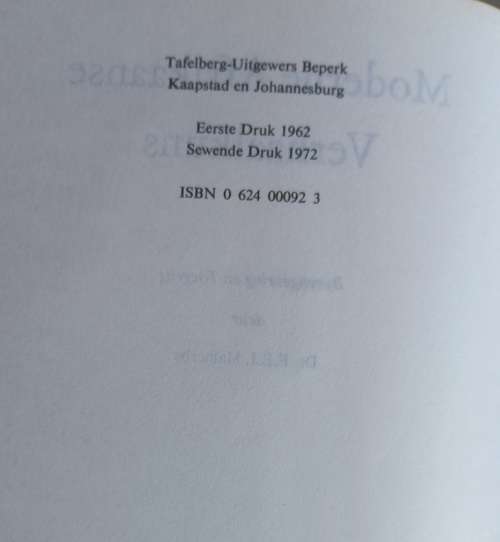 Tafelberg-Uitgewers Beperk
Kaapstad en Johannesburg
Eerste Druk 1962
Sewende Druk 1972
ISBN 0 624 00092 3